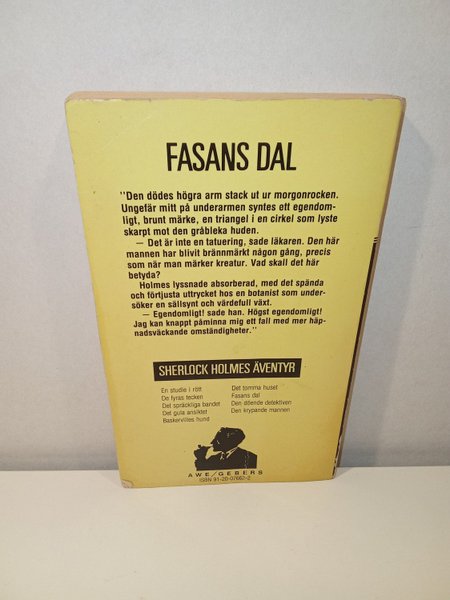 FASANS DAL
"Den dödes högra arm stack ut ur morgonrocken.
Ungefär mitt på underarmen syntes ett egendom-
ligt, brunt märke, en triangel i en cirkel som lyste
skarpt mot den gråbleka huden.
— Det är inte en tatuering, sade läkaren. Den här
mannen har blivit brännmärkt någon gång, precis
som när man märker kreatur. Vad skall det här
betyda?
Holmes lyssnade absorberad, med det spända
och förtjusta uttrycket hos en botanist som under-
söker en sällsynt och värdefull växt.
— Egendomligt! sade han. Högst egendomligt!
Jag kan knappt påminna mig ett fall med mer häp-
nadsväckande omständigheter."
SHERLOCK HOLMES ÄVENTYR
En studie i rött
De fyras tecken
Det spräckliga bandet
Det gula ansiktet
Baskervilles hund
Det tomma huset
Fasans dal
Den döende detektiven
Den krypande mannen
AWE/GEBERS
ISBN 91-20-07662-2